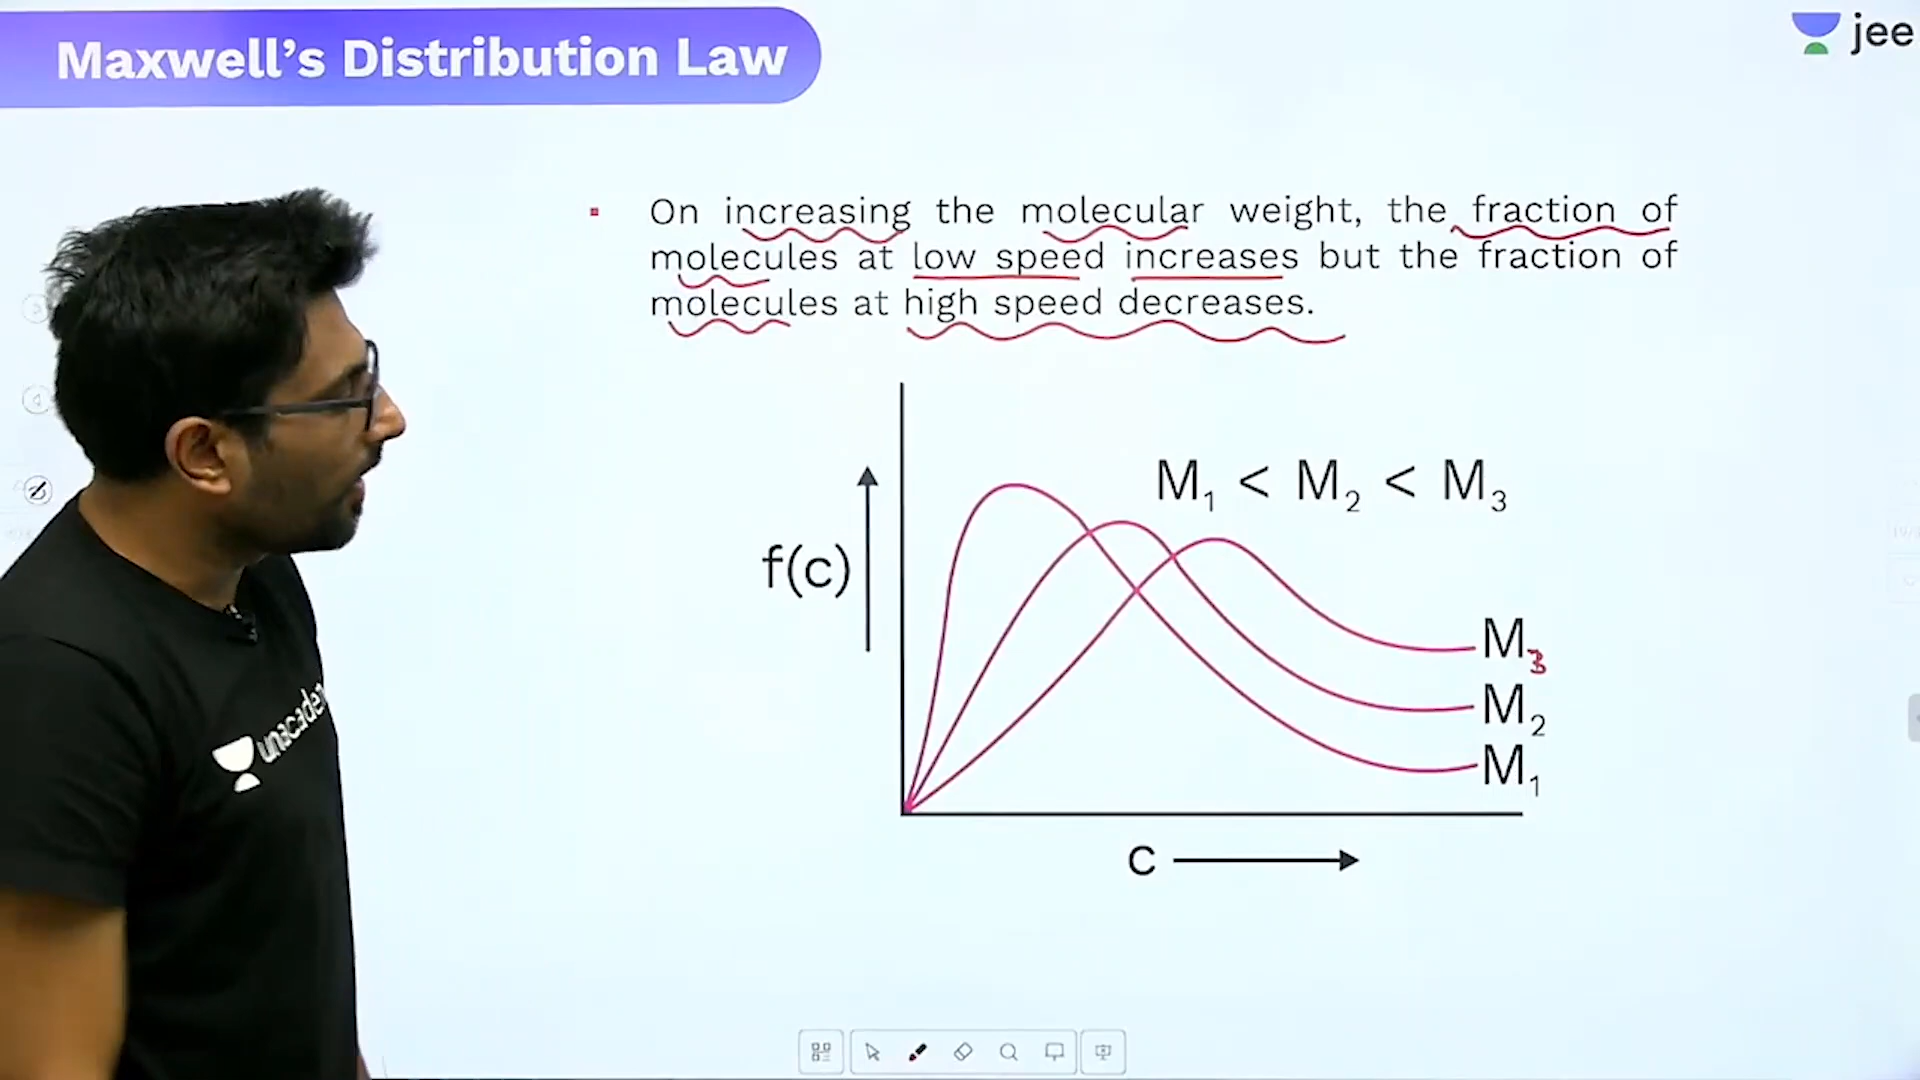 Maxwell's Distribution Law
jee
▪ On increasing the molecular weight, the fraction of
molecules at low speed increases but the fraction of
molecules at high speed decreases.
M₁ < M₂ < M₃
f(c)
M₃
M₂
M₁
C
unacade